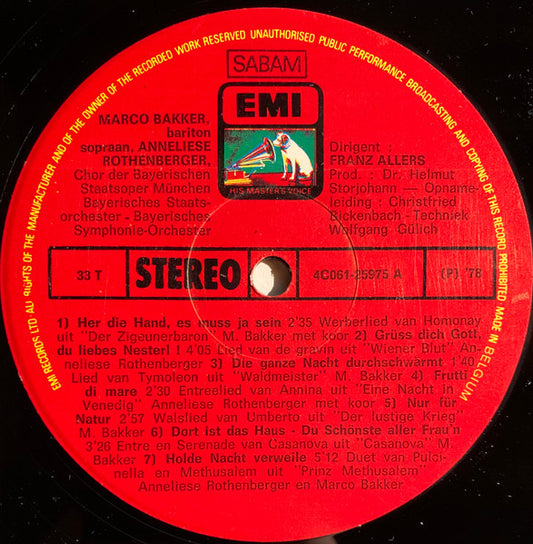 EMI RECORDS LTD ALL RIGHTS OF THE MANUFACTURER AND OF THE OWNER OF THE RECORDED WORK RESERVED UNAUTHORISED PUBLIC PERFORMANCE BROADCASTING AND COPYING OF THIS RECORD PROHIBITED MADE IN BELGIUM
SABAM
EMI
HIS MASTER'S VOICE
MARCO BAKKER,
bariton
sopraan, ANNELIESE
ROTHENBERGER,
Chor der Bayerischen
Staatsoper München
Bayerisches Staats-
orchester - Bayerisches
Symphonie-Orchester
Dirigent :
FRANZ ALLERS
Prod. : Dr. Helmut
Storjohann — Opname-
leiding : Christfried
Bickenbach - Techniek
Wolfgang Gülich
33 T
STEREO
4C061-25975 A
(P) '78
1) Her die Hand, es muss ja sein 2'35 Werberlied van Homonay
uit "Der Zigeunerbaron" M. Bakker met koor 2) Grüss dich Gott,
du liebes Nesterl ! 4'05 Lied van de gravin uit "Wiener Blut" Anne-
liese Rothenberger 3) Die ganze Nacht durchschwärmt 1'40
Lied van Tymoleon uit "Waldmeister" M. Bakker 4) Frutti
di mare 2'30 Entreelied van Annina uit "Eine Nacht in
Venedig" Anneliese Rothenberger met koor 5) Nur für
Natur 2'57 Walslied van Umberto uit "Der lustige Krieg"
M. Bakker 6) Dort ist das Haus - Du Schönste aller Frau'n
3'26 Entre en Serenade van Casanova uit "Casanova" M.
Bakker 7) Holde Nacht verweile 5'12 Duet van Pulci-
nella en Methusalem uit "Prinz Methusalem"
Anneliese Rothenberger en Marco Bakker